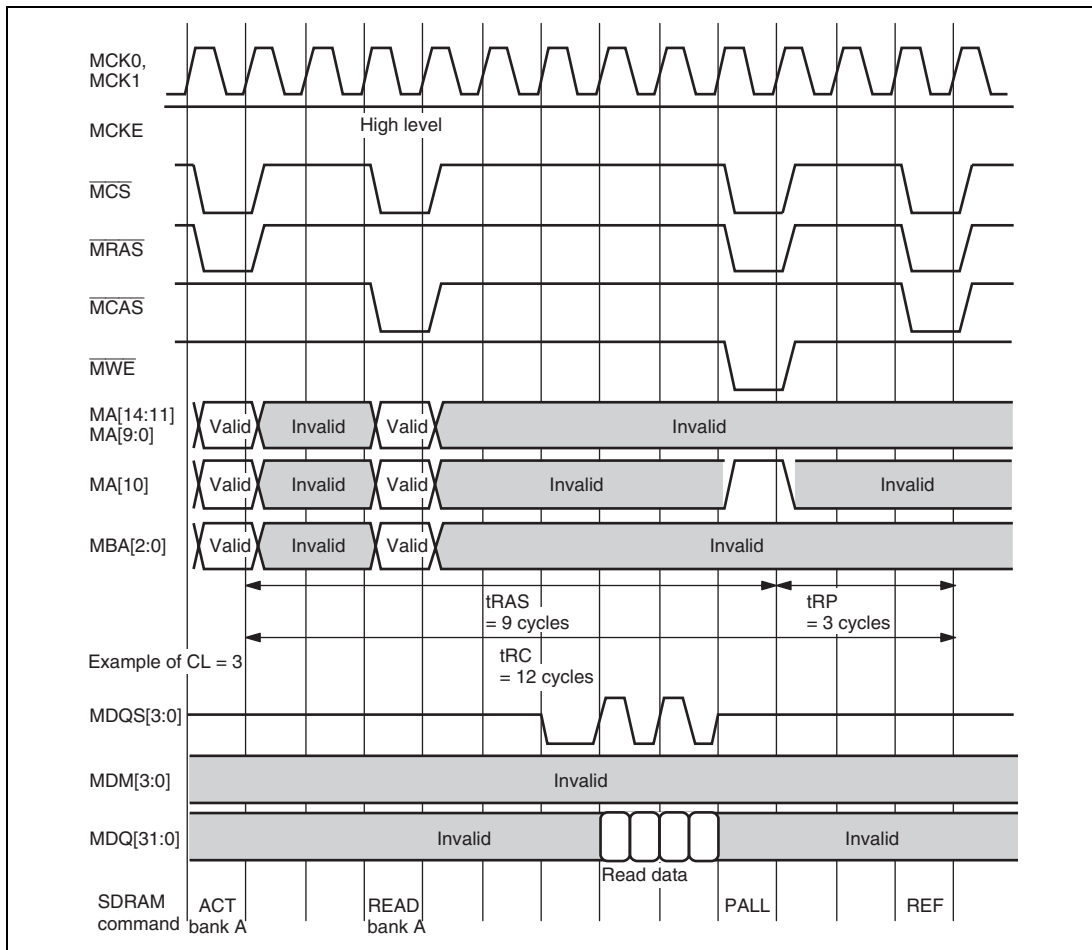 MCK0,
MCK1
MCKE
High level
MCS
MRAS
MCAS
MWE
MA[14:11]
MA[9:0]
Valid Invalid Valid Invalid
MA[10]
Valid Invalid Valid Invalid Invalid
MBA[2:0]
Valid Invalid Valid Invalid
tRAS
= 9 cycles
tRP
= 3 cycles
Example of CL = 3
tRC
= 12 cycles
MDQS[3:0]
MDM[3:0]
Invalid
MDQ[31:0]
Invalid Invalid
Read data
SDRAM
command
ACT
bank A
READ
bank A
PALL
REF